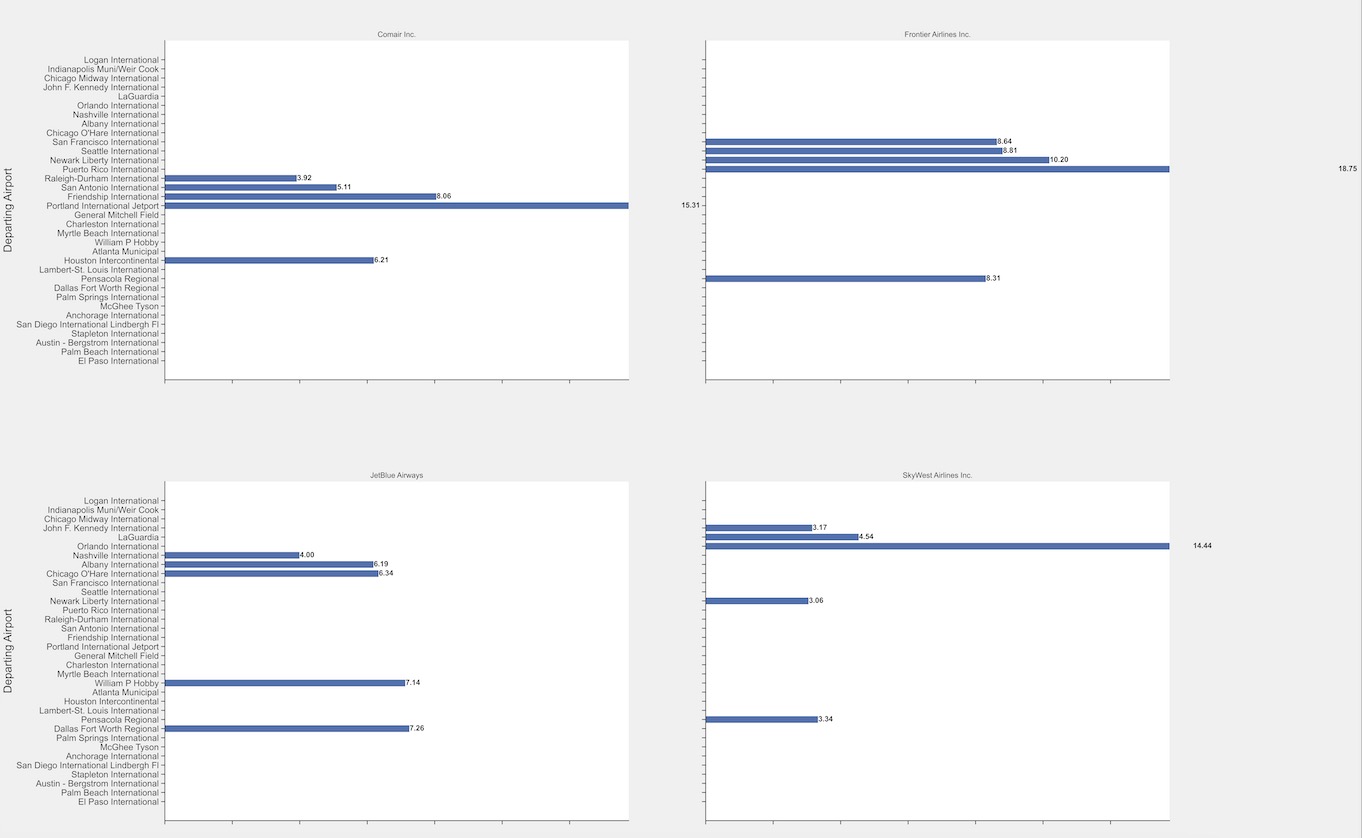 Comair Inc.
Frontier Airlines Inc.
Departing Airport
Logan International
Indianapolis Muni/Weir Cook
Chicago Midway International
John F. Kennedy International
LaGuardia
Orlando International
Nashville International
Albany International
Chicago O'Hare International
San Francisco International 8.64
Seattle International 8.81
Newark Liberty International 10.20
Puerto Rico International 18.75
Raleigh-Durham International 3.92
San Antonio International 5.11
Friendship International 8.06
Portland International Jetport 15.31
General Mitchell Field
Charleston International
Myrtle Beach International
William P Hobby
Atlanta Municipal
Houston Intercontinental 6.21
Lambert-St. Louis International
Pensacola Regional 8.31
Dallas Fort Worth Regional
Palm Springs International
McGhee Tyson
Anchorage International
San Diego International Lindbergh Fl
Stapleton International
Austin - Bergstrom International
Palm Beach International
El Paso International
JetBlue Airways
SkyWest Airlines Inc.
Departing Airport
Logan International
Indianapolis Muni/Weir Cook
Chicago Midway International
John F. Kennedy International 3.17
LaGuardia 4.54
Orlando International 14.44
Nashville International 4.00
Albany International 6.19
Chicago O'Hare International 6.34
San Francisco International
Seattle International
Newark Liberty International 3.06
Puerto Rico International
Raleigh-Durham International
San Antonio International
Friendship International
Portland International Jetport
General Mitchell Field
Charleston International
Myrtle Beach International
William P Hobby 7.14
Atlanta Municipal
Houston Intercontinental
Lambert-St. Louis International
Pensacola Regional 3.34
Dallas Fort Worth Regional 7.26
Palm Springs International
McGhee Tyson
Anchorage International
San Diego International Lindbergh Fl
Stapleton International
Austin - Bergstrom International
Palm Beach International
El Paso International